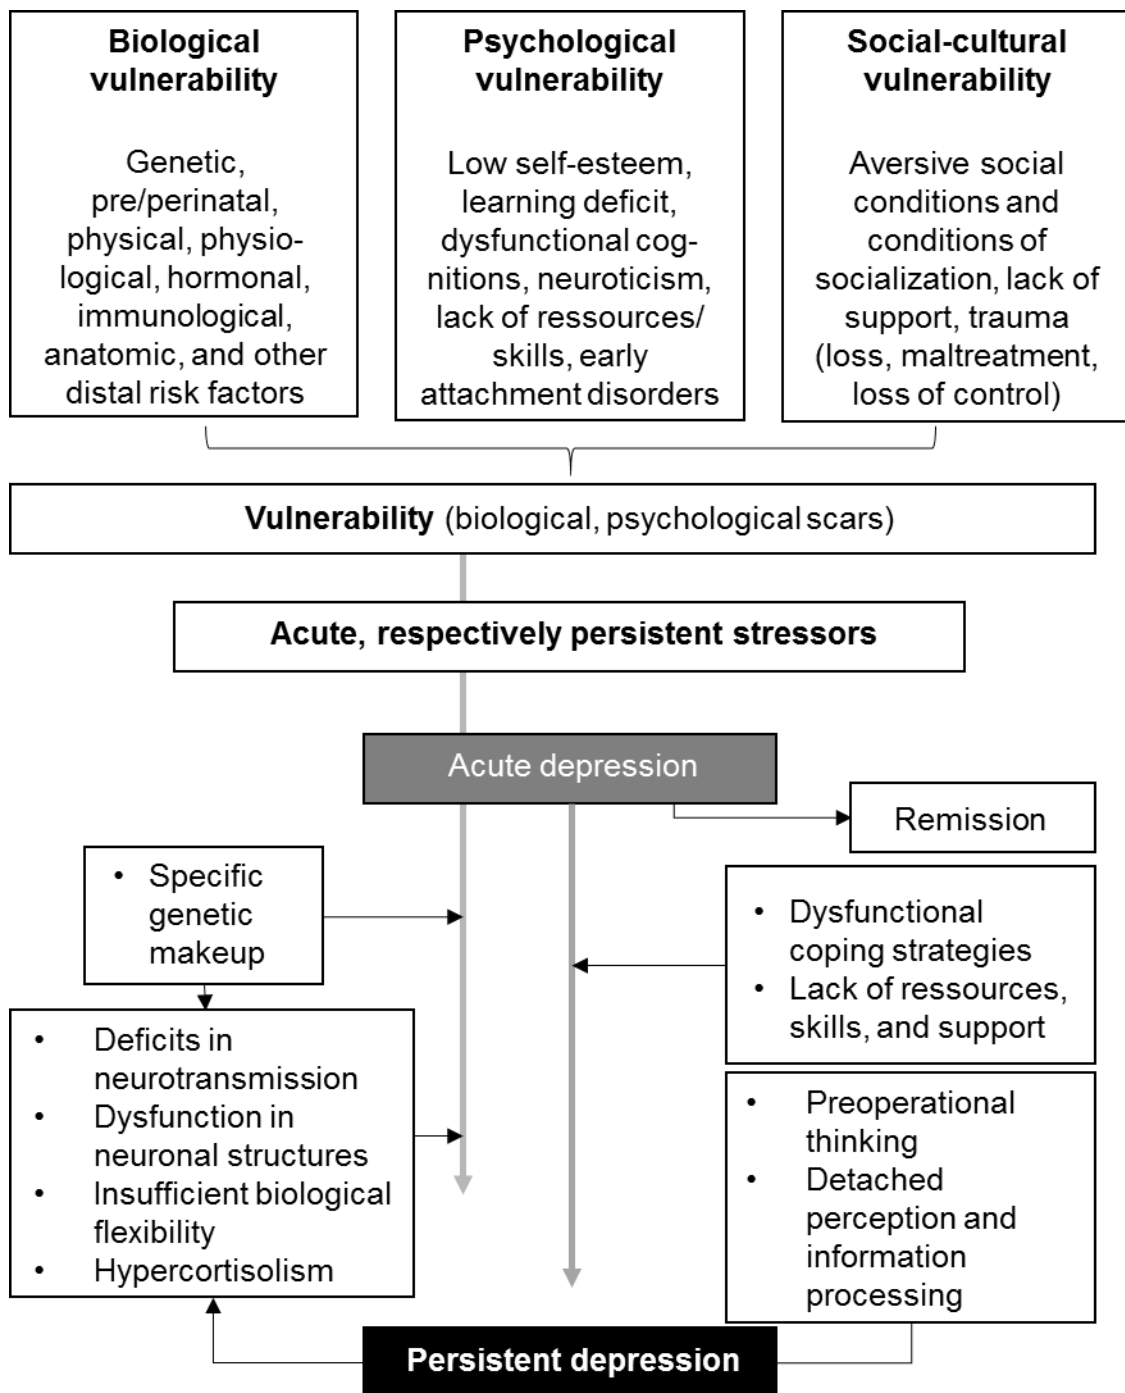 Biological
vulnerability
Genetic,
pre/perinatal,
physical, physio-
logical, hormonal,
immunological,
anatomic, and other
distal risk factors
Psychological
vulnerability
Low self-esteem,
learning deficit,
dysfunctional cog-
nitions, neuroticism,
lack of ressources/
skills, early
attachment disorders
Social-cultural
vulnerability
Aversive social
conditions and
conditions of
socialization, lack of
support, trauma
(loss, maltreatment,
loss of control)
Vulnerability (biological, psychological scars)
Acute, respectively persistent stressors
Acute depression
Remission
• Specific
genetic
makeup
• Dysfunctional
coping strategies
• Lack of ressources,
skills, and support
• Deficits in
neurotransmission
• Dysfunction in
neuronal structures
• Insufficient biological
flexibility
• Hypercortisolism
• Preoperational
thinking
• Detached
perception and
information
processing
Persistent depression